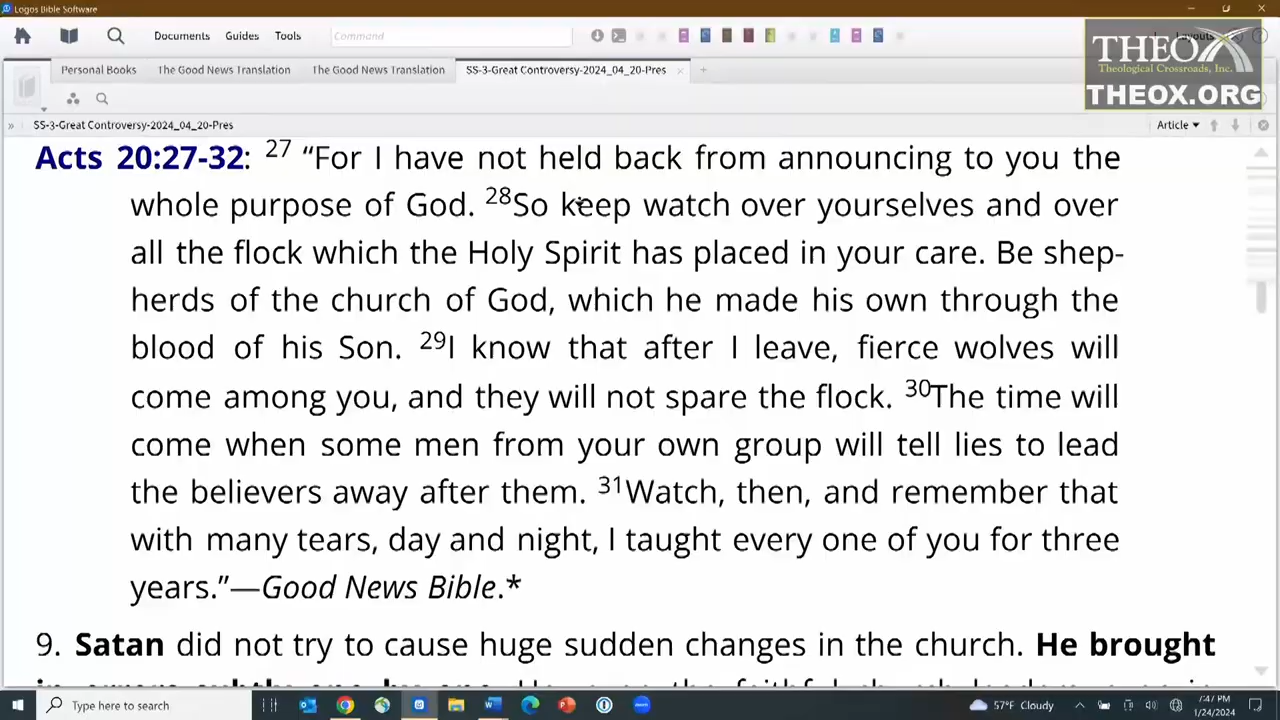 Logos Bible Software
Documents Guides Tools Command
THEOX
Theological Crossroads, Inc.
THEOX.ORG
Personal Books The Good News Translation The Good News Translat SS-3-Great Controversy-2024_04_20-Pres
SS-3-Great Controversy-2024_04_20-Pres Article
Acts 20:27-32: 27 “For I have not held back from announcing to you the
whole purpose of God. 28So keep watch over yourselves and over
all the flock which the Holy Spirit has placed in your care. Be shep-
herds of the church of God, which he made his own through the
blood of his Son. 29I know that after I leave, fierce wolves will
come among you, and they will not spare the flock. 30The time will
come when some men from your own group will tell lies to lead
the believers away after them. 31Watch, then, and remember that
with many tears, day and night, I taught every one of you for three
years.”—Good News Bible.*
9. Satan did not try to cause huge sudden changes in the church. He brought
Type here to search 57°F Cloudy 7:47 PM
1/24/2024